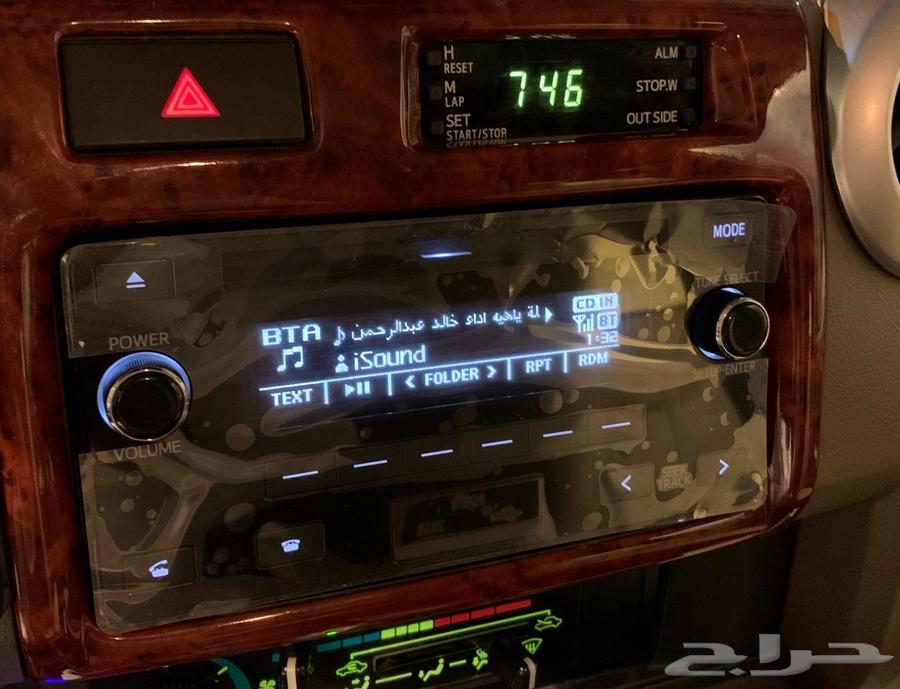 H
RESET
M
LAP
SET
START/STOP
746
ALM
STOP.W
OUT SIDE
MODE
POWER
VOLUME
BTA
لة ياهيه اداء خالد عبدالرحمن
iSound
CD IN
BT
1:32
TEXT
FOLDER
RPT
RDM
TUNE·SELECT
SETUP·ENTER
SEEK
TRACK
حراج